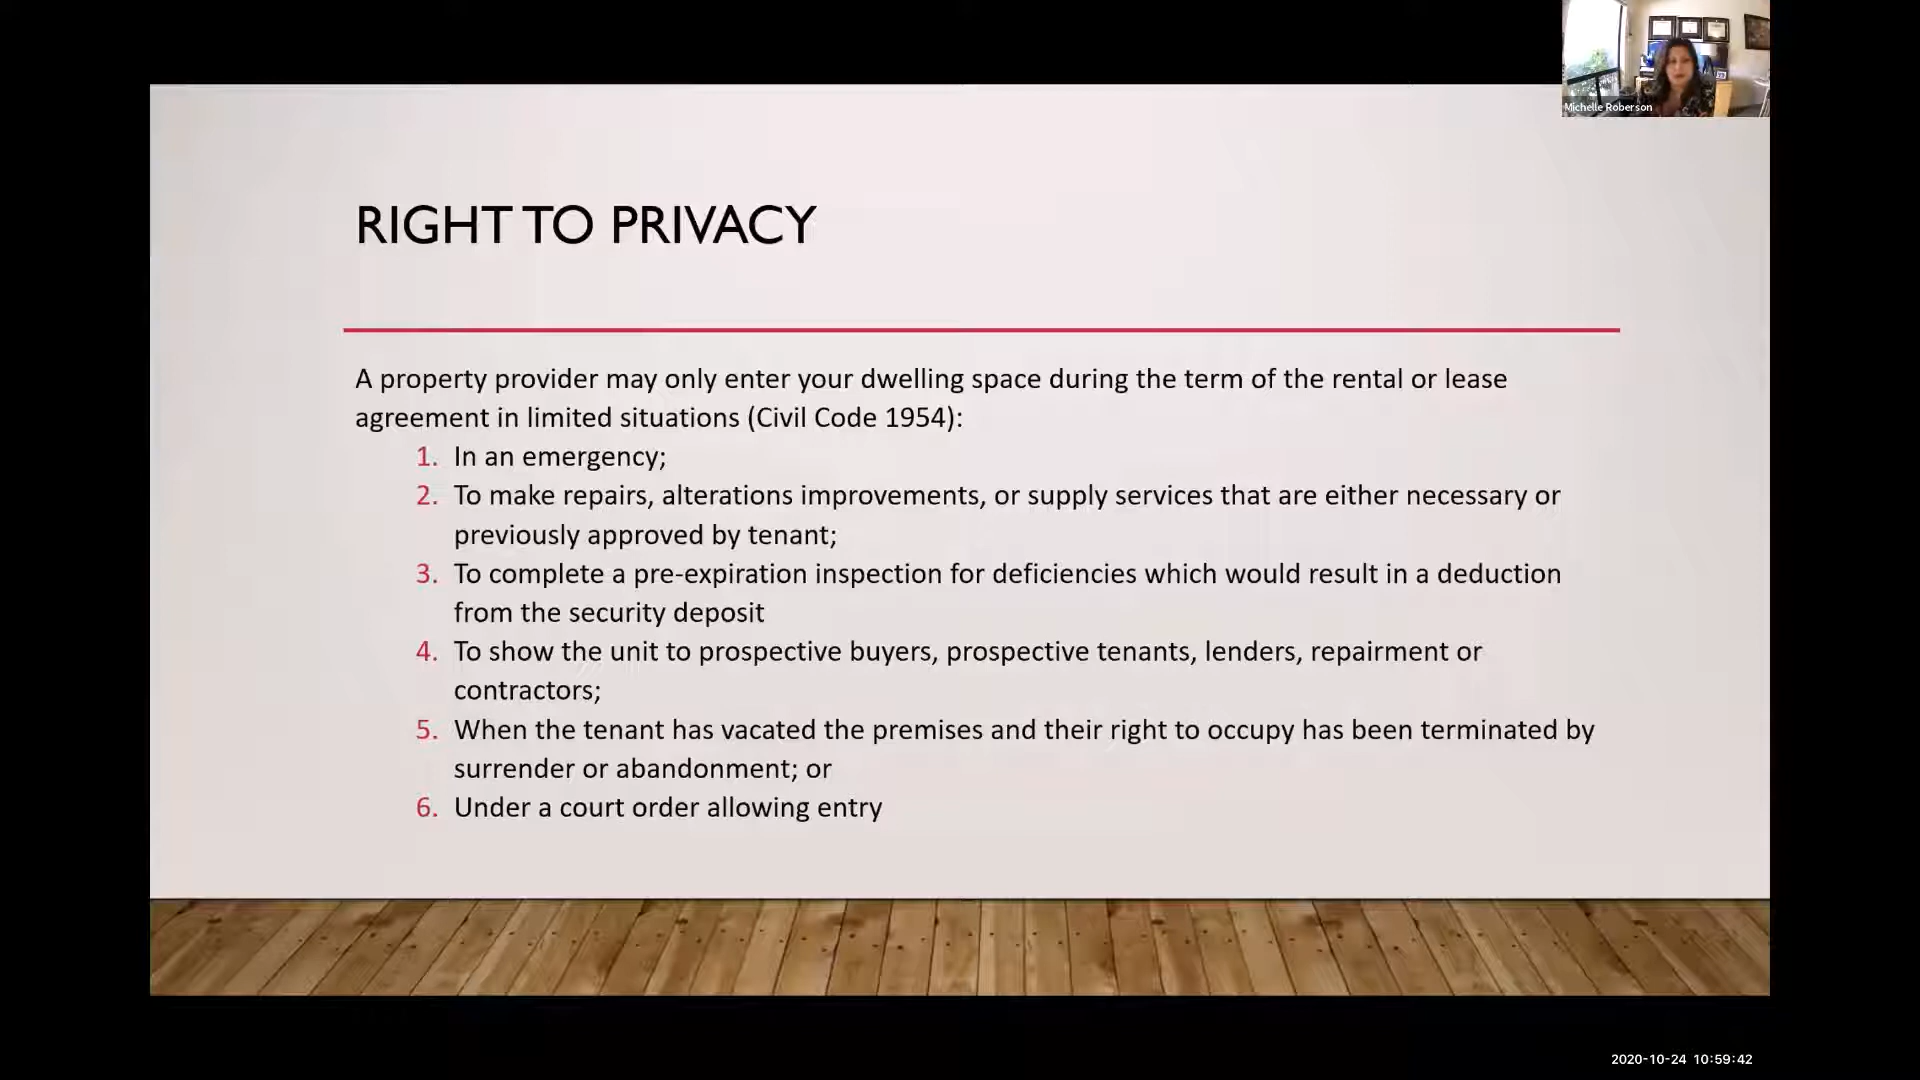 Michelle Roberson
RIGHT TO PRIVACY
A property provider may only enter your dwelling space during the term of the rental or lease
agreement in limited situations (Civil Code 1954):
1. In an emergency;
2. To make repairs, alterations improvements, or supply services that are either necessary or
previously approved by tenant;
3. To complete a pre-expiration inspection for deficiencies which would result in a deduction
from the security deposit
4. To show the unit to prospective buyers, prospective tenants, lenders, repairment or
contractors;
5. When the tenant has vacated the premises and their right to occupy has been terminated by
surrender or abandonment; or
6. Under a court order allowing entry
2020-10-24 10:59:42